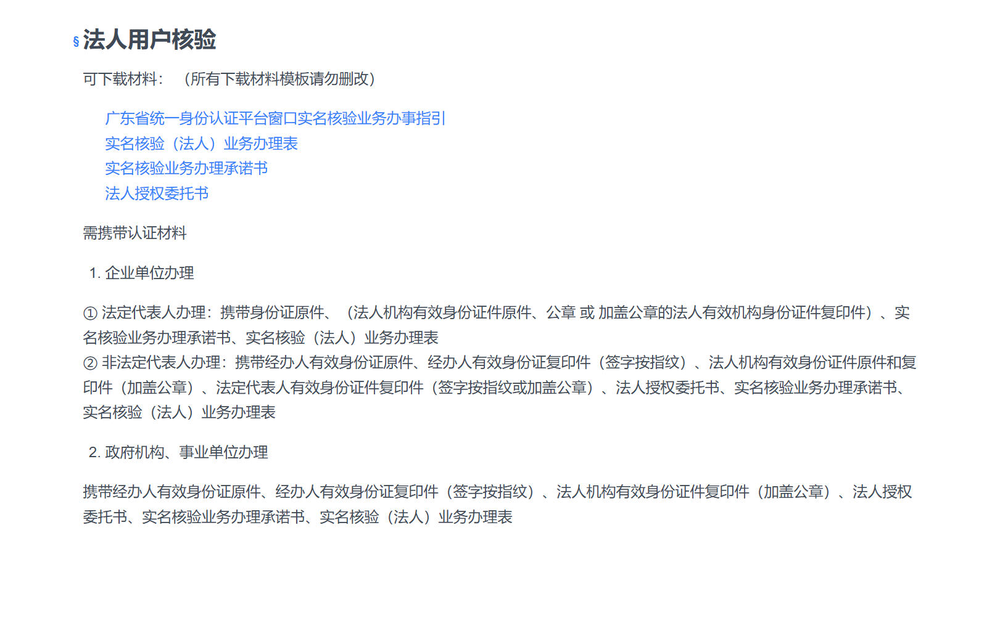 § 法人用户核验
可下载材料： （所有下载材料模板请勿删改）
广东省统一身份认证平台窗口实名核验业务办事指引
实名核验（法人）业务办理表
实名核验业务办理承诺书
法人授权委托书
需携带认证材料
1. 企业单位办理
① 法定代表人办理：携带身份证原件、（法人机构有效身份证件原件、公章 或 加盖公章的法人有效机构身份证件复印件）、实
名核验业务办理承诺书、实名核验（法人）业务办理表
② 非法定代表人办理：携带经办人有效身份证原件、经办人有效身份证复印件（签字按指纹）、法人机构有效身份证件原件和复
印件（加盖公章）、法定代表人有效身份证件复印件（签字按指纹或加盖公章）、法人授权委托书、实名核验业务办理承诺书、
实名核验（法人）业务办理表
2. 政府机构、事业单位办理
携带经办人有效身份证原件、经办人有效身份证复印件（签字按指纹）、法人机构有效身份证件复印件（加盖公章）、法人授权
委托书、实名核验业务办理承诺书、实名核验（法人）业务办理表